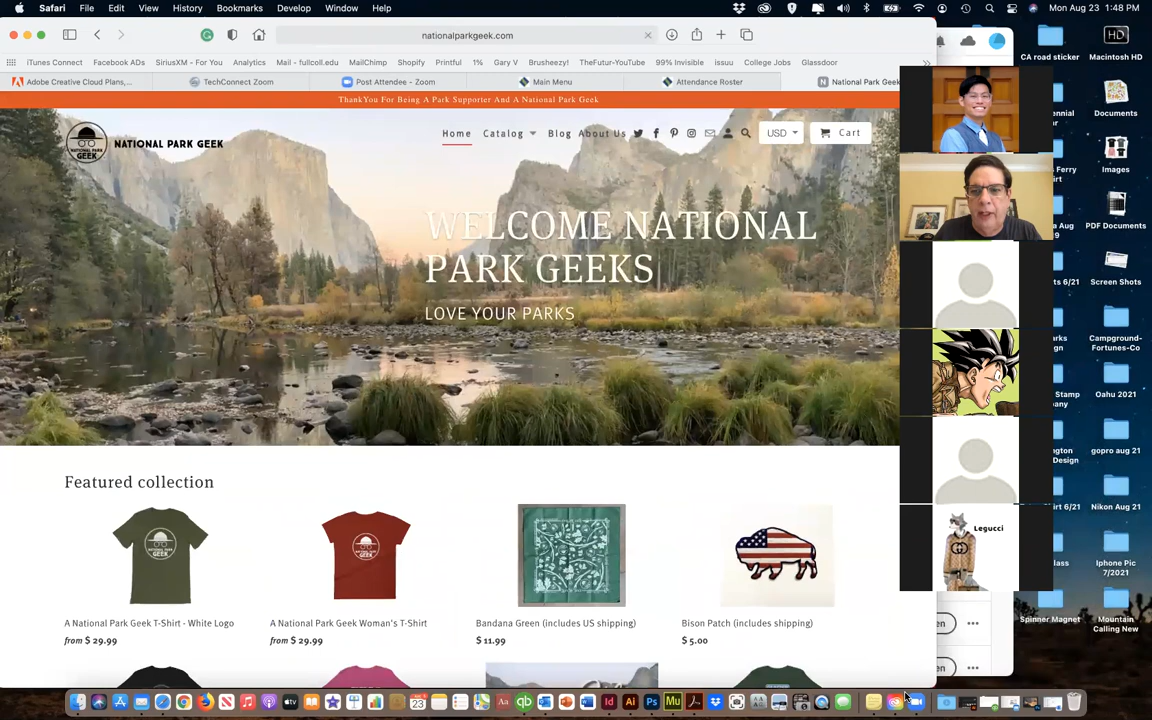 Safari File Edit View History Bookmarks Develop Window Help Mon Aug 23 1:48 PM
nationalparkgeek.com
iTunes Connect Facebook ADs SiriusXM - For You Analytics Mail - fullcoll.edu MailChimp Shopify Printful 1% Gary V Brusheezy! TheFutur-YouTube 99% Invisible issuu College Jobs Glassdoor
Adobe Creative Cloud Plans,... TechConnect Zoom Post Attendee - Zoom Main Menu Attendance Roster National Park Geek
ThankYou For Being A Park Supporter And A National Park Geek
NATIONAL PARK GEEK
NATIONAL PARK GEEK
Home Catalog Blog About Us USD Cart
WELCOME NATIONAL
PARK GEEKS
LOVE YOUR PARKS
Featured collection
A National Park Geek T-Shirt - White Logo
from $ 29.99
A National Park Geek Woman's T-Shirt
from $ 29.99
Bandana Green (includes US shipping)
$ 11.99
Bison Patch (includes shipping)
$ 5.00
Legucci
HD
CA road sticker
Macintosh HD
Documents
Images
PDF Documents
Screen Shots
Campground-
Fortunes-Co
Oahu 2021
gopro aug 21
Nikon Aug 21
Iphone Pic
7/2021
Spinner Magnet
Mountain
Calling New